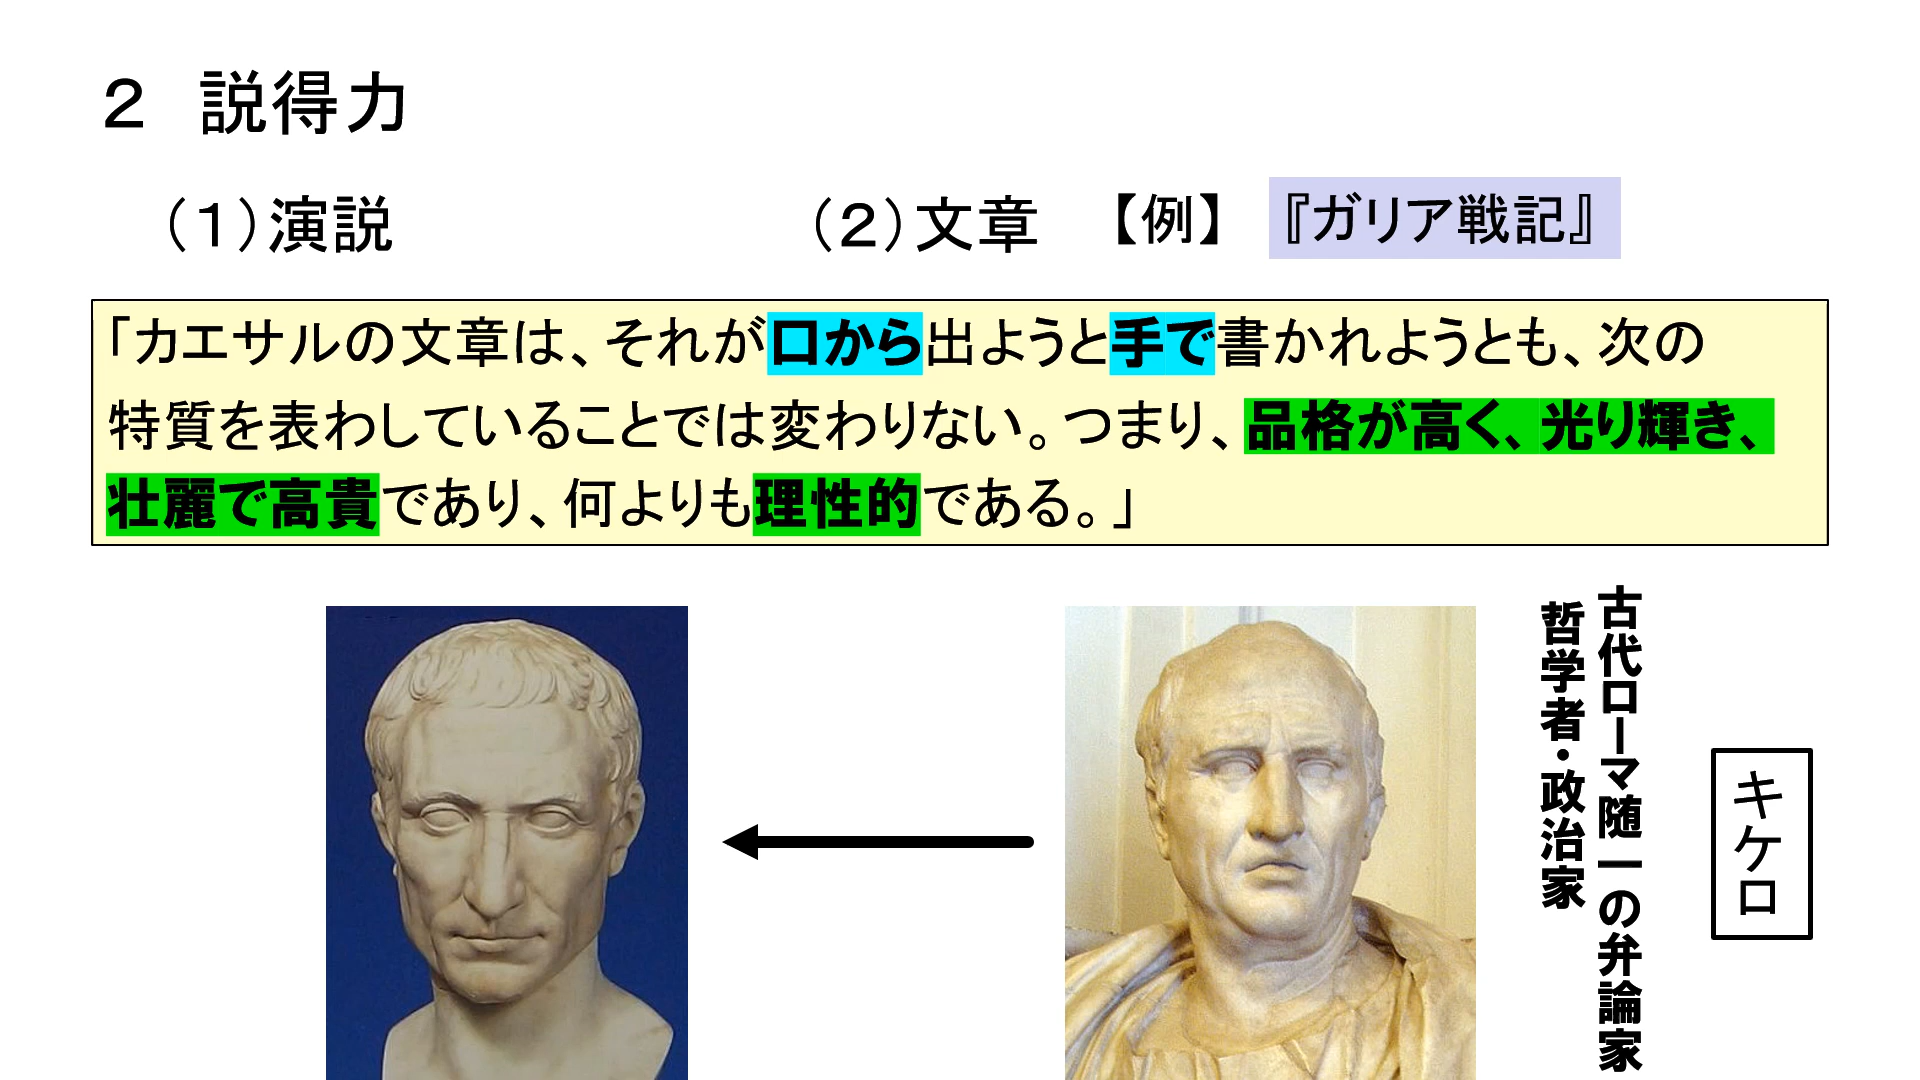 ２　説得力
（１）演説
（２）文章　【例】　『ガリア戦記』
「カエサルの文章は、それが口から出ようと手で書かれようとも、次の
特質を表わしていることでは変わりない。つまり、品格が高く、光り輝き、
壮麗で高貴であり、何よりも理性的である。」
キケロ
古代ローマ随一の弁論家
哲学者・政治家